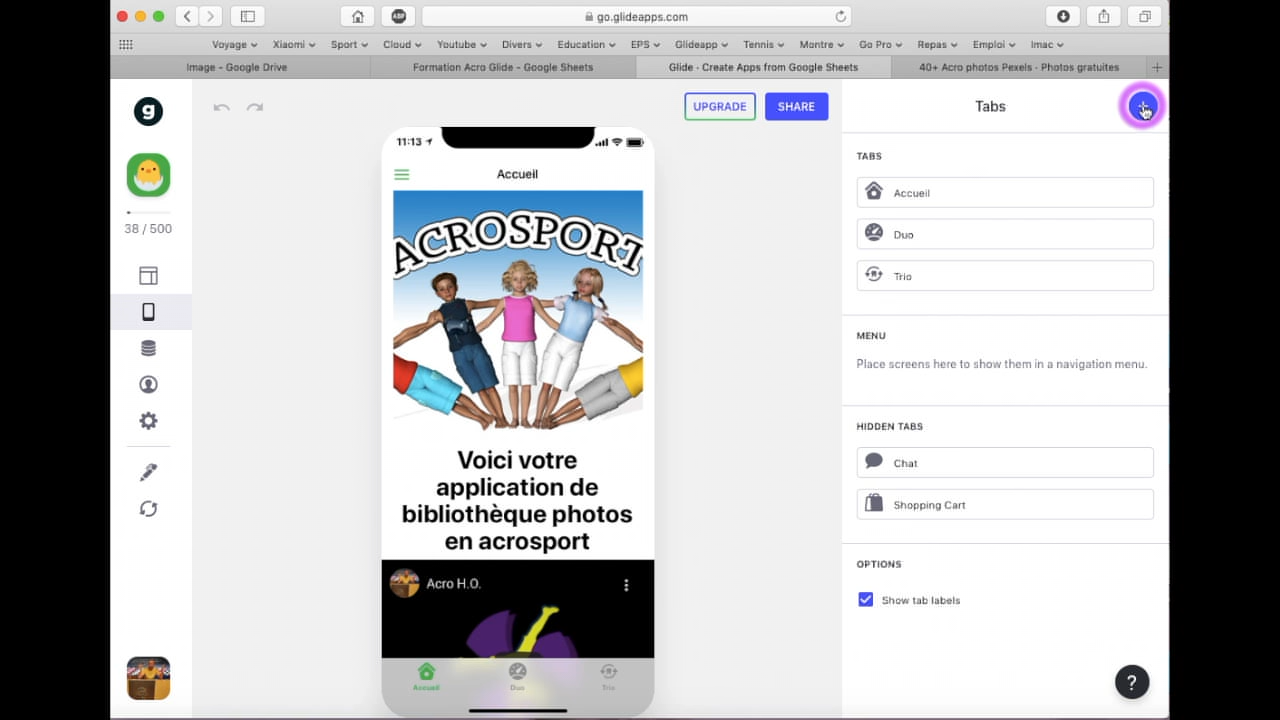 go.glideapps.com
ABP
Voyage Xiaomi Sport Cloud Youtube Divers Education EPS Glideapp Tennis Montre Go Pro Repas Emploi Imac
Image - Google Drive
Formation Acro Glide - Google Sheets
Glide - Create Apps from Google Sheets
40+ Acro photos Pexels · Photos gratuites
g
38 / 500
UPGRADE
SHARE
11:13
Accueil
ACROSPORT
Voici votre
application de
bibliothèque photos
en acrosport
Acro H.O.
Accueil
Duo
Trio
Tabs
TABS
Accueil
Duo
Trio
MENU
Place screens here to show them in a navigation menu.
HIDDEN TABS
Chat
Shopping Cart
OPTIONS
Show tab labels
?